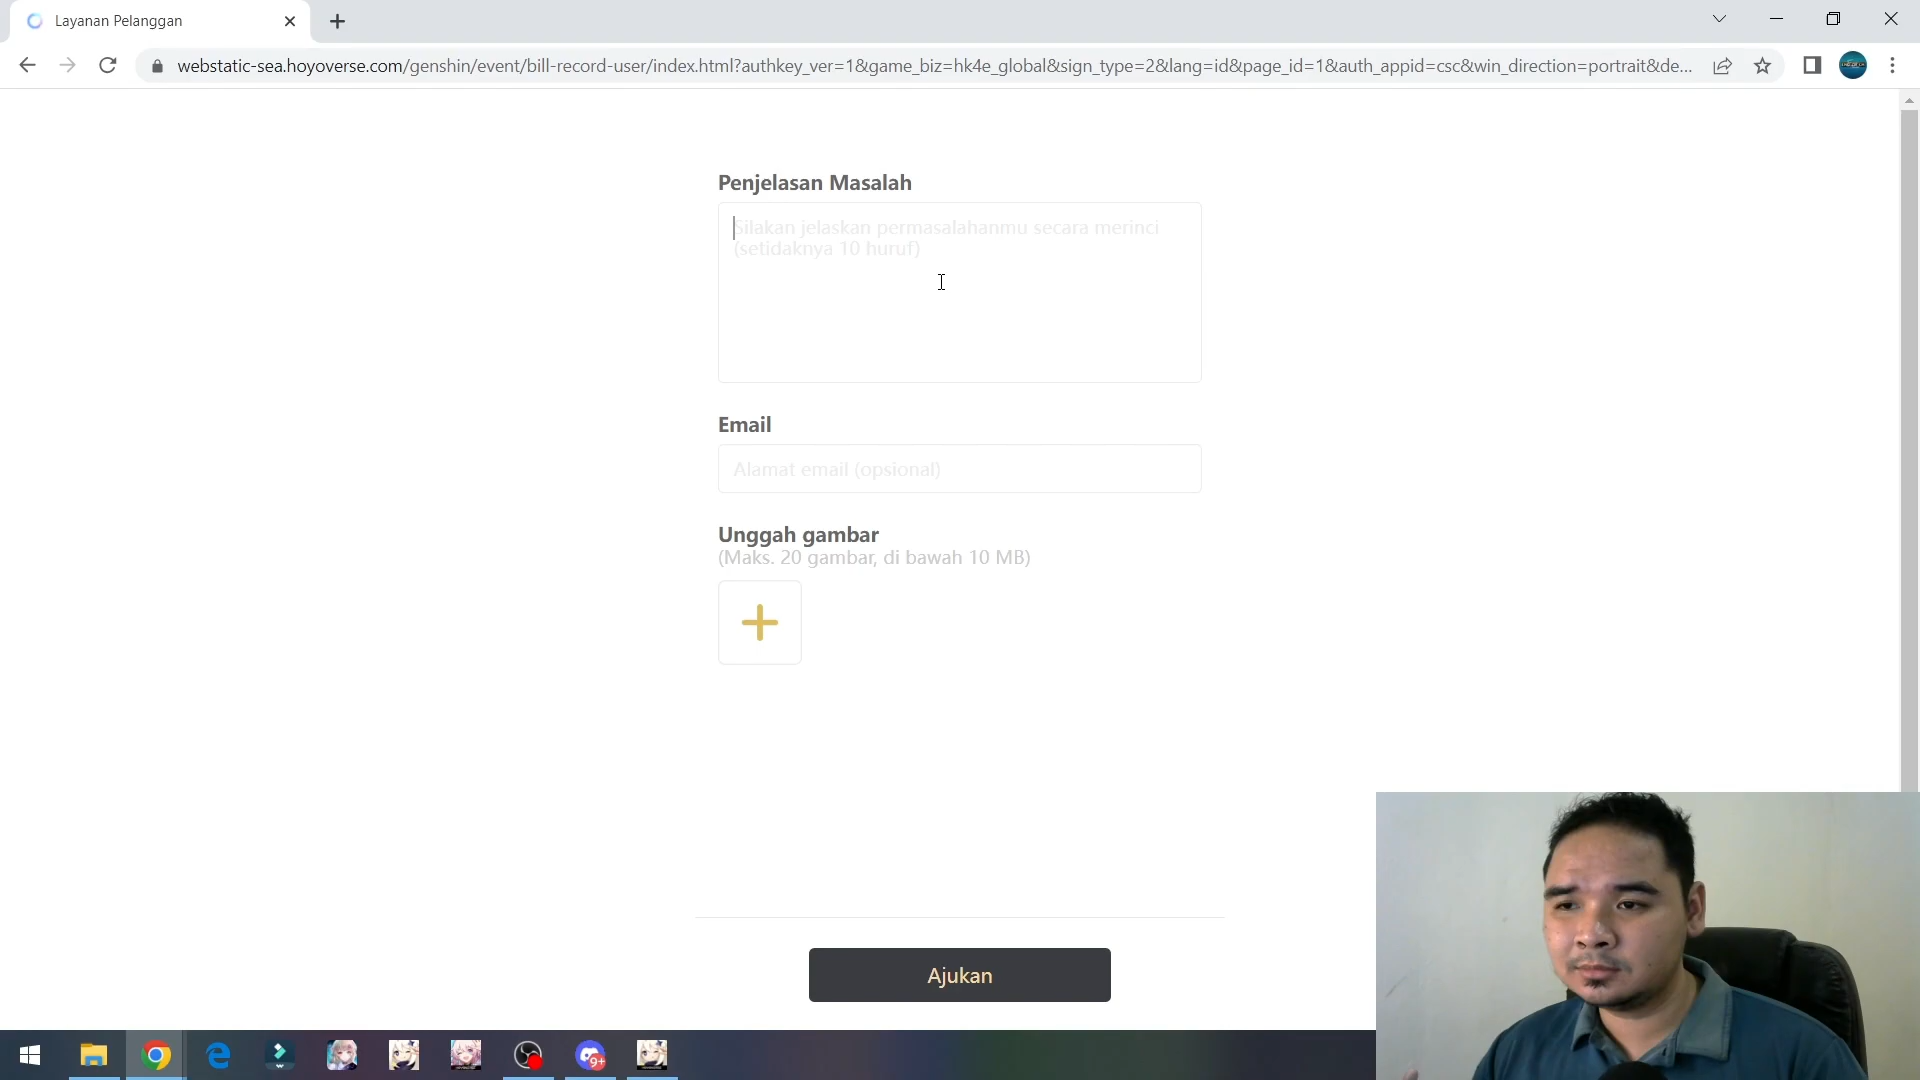 Layanan Pelanggan
webstatic-sea.hoyoverse.com/genshin/event/bill-record-user/index.html?authkey_ver=1&game_biz=hk4e_global&sign_type=2&lang=id&page_id=1&auth_appid=csc&win_direction=portrait&de...
Penjelasan Masalah
Silakan jelaskan permasalahanmu secara merinci
(setidaknya 10 huruf)
Email
Alamat email (opsional)
Unggah gambar
(Maks. 20 gambar, di bawah 10 MB)
Ajukan
9+